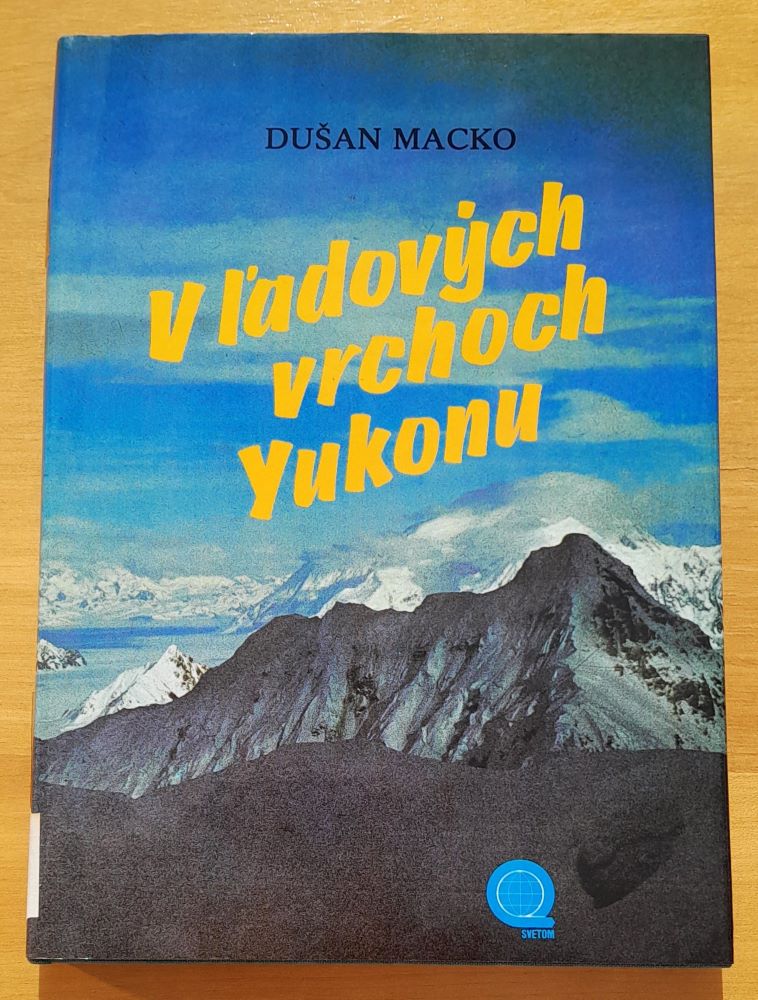 DUŠAN MACKO
V ľadových
vrchoch
Yukonu
SVETOM